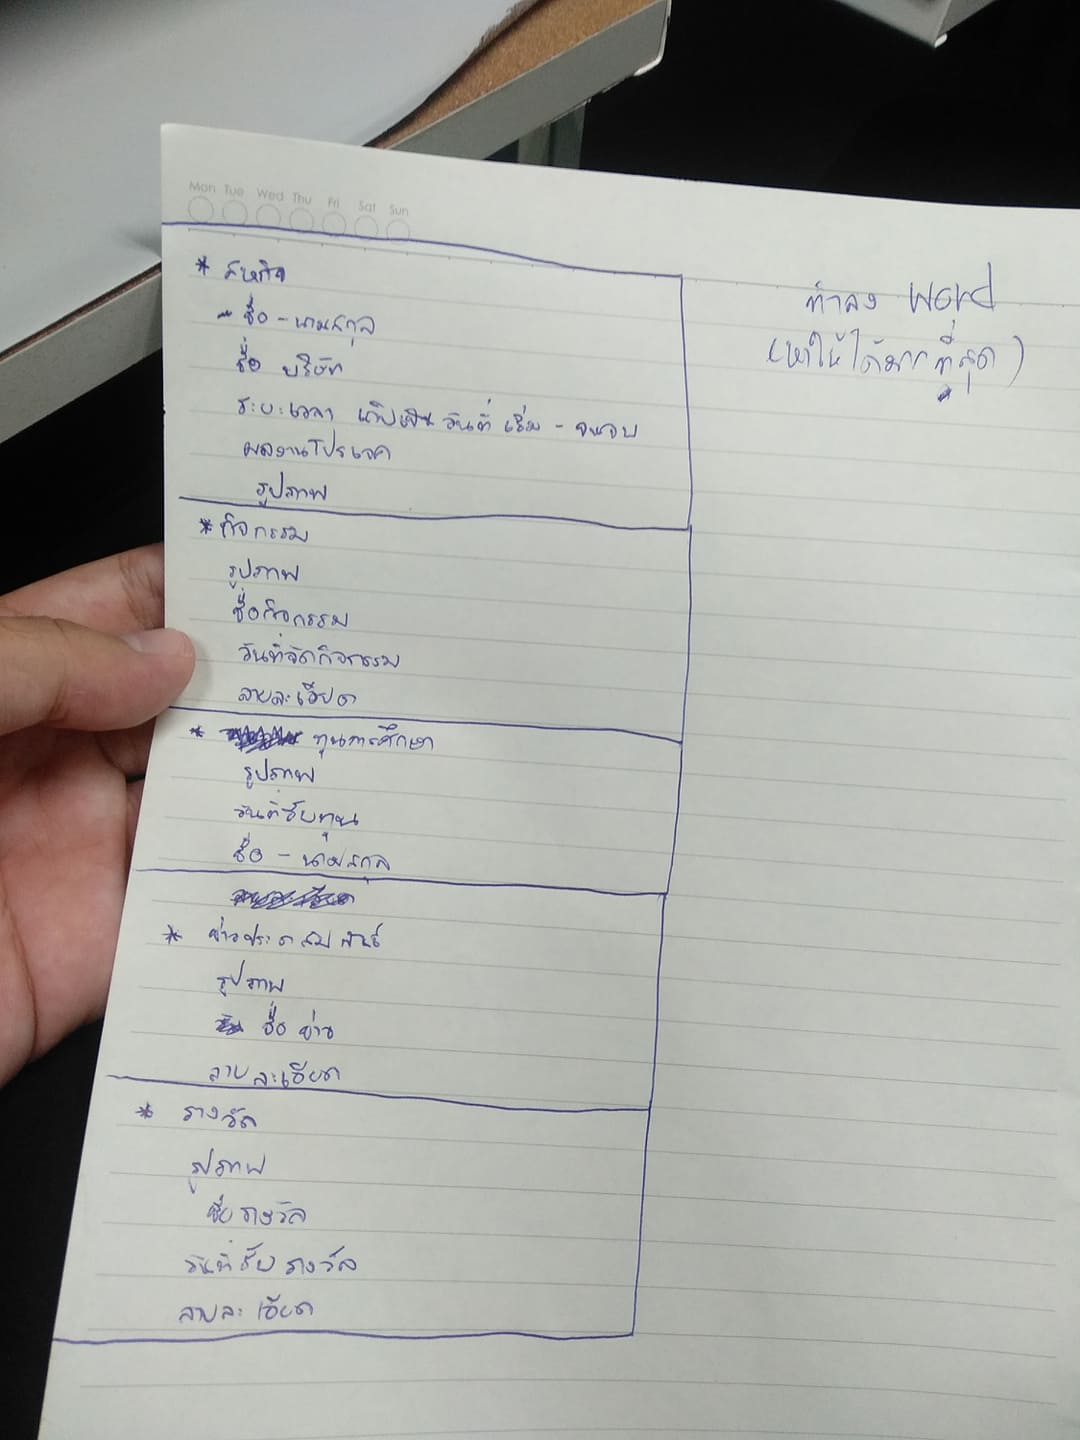 Mon Tue Wed Thu Fri Sat Sun
* สหกิจ
- ชื่อ - นามสกุล
ชื่อ บริษัท
ระยะเวลา เป็น วันที่ เริ่ม - จนจบ
ผลงานโปรเจค
รูปภาพ
* กิจกรรม
รูปภาพ
ชื่อกิจกรรม
วันที่จัดกิจกรรม
ลายละเอียด
* ทุนการศึกษา
รูปภาพ
วันที่รับทุน
ชื่อ - นามสกุล
* ข่าวประชาสัมพันธ์
รูปภาพ
ชื่อ ข่าว
ลายละเอียด
* รางวัล
รูปภาพ
ชื่อรางวัล
วันที่รับ รางวัล
ลายละเอียด
ทำลง Word
(หาให้ได้มากที่สุด)